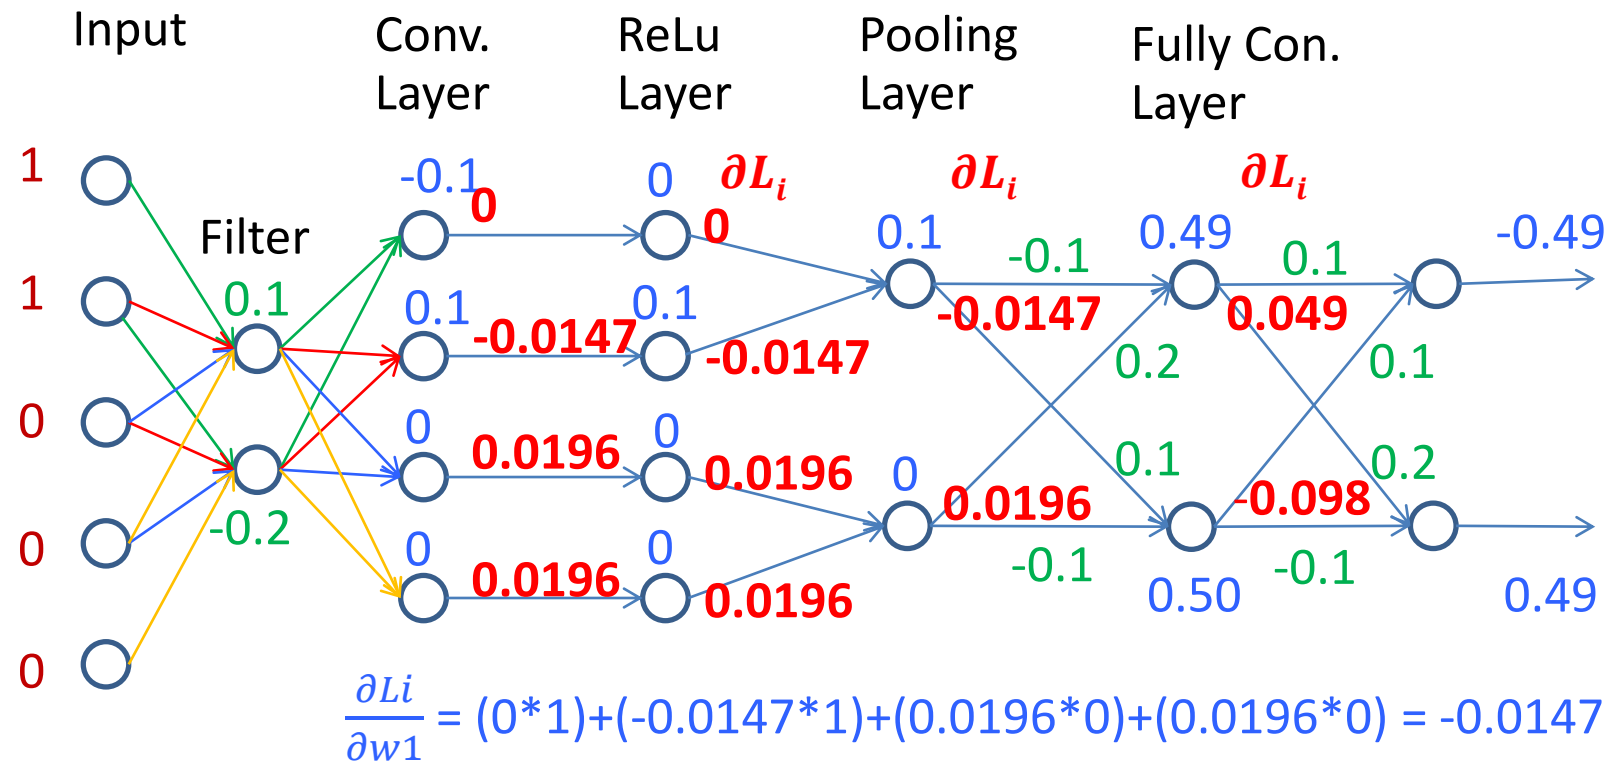 Input
Conv.
Layer
ReLu
Layer
Pooling
Layer
Fully Con.
Layer
1
1
0
0
0
Filter
0.1
-0.2
-0.1
0
0.1
-0.0147
0
0.0196
0
0.0196
0
∂Lᵢ
0
0.1
-0.0147
0
0.0196
0
0.0196
0.1
∂Lᵢ
-0.1
-0.0147
0.2
0
0.1
0.0196
-0.1
0.49
∂Lᵢ
0.1
0.049
0.1
0.2
-0.098
-0.1
0.50
-0.49
0.49
∂Li/∂w1 = (0*1)+(-0.0147*1)+(0.0196*0)+(0.0196*0) = -0.0147